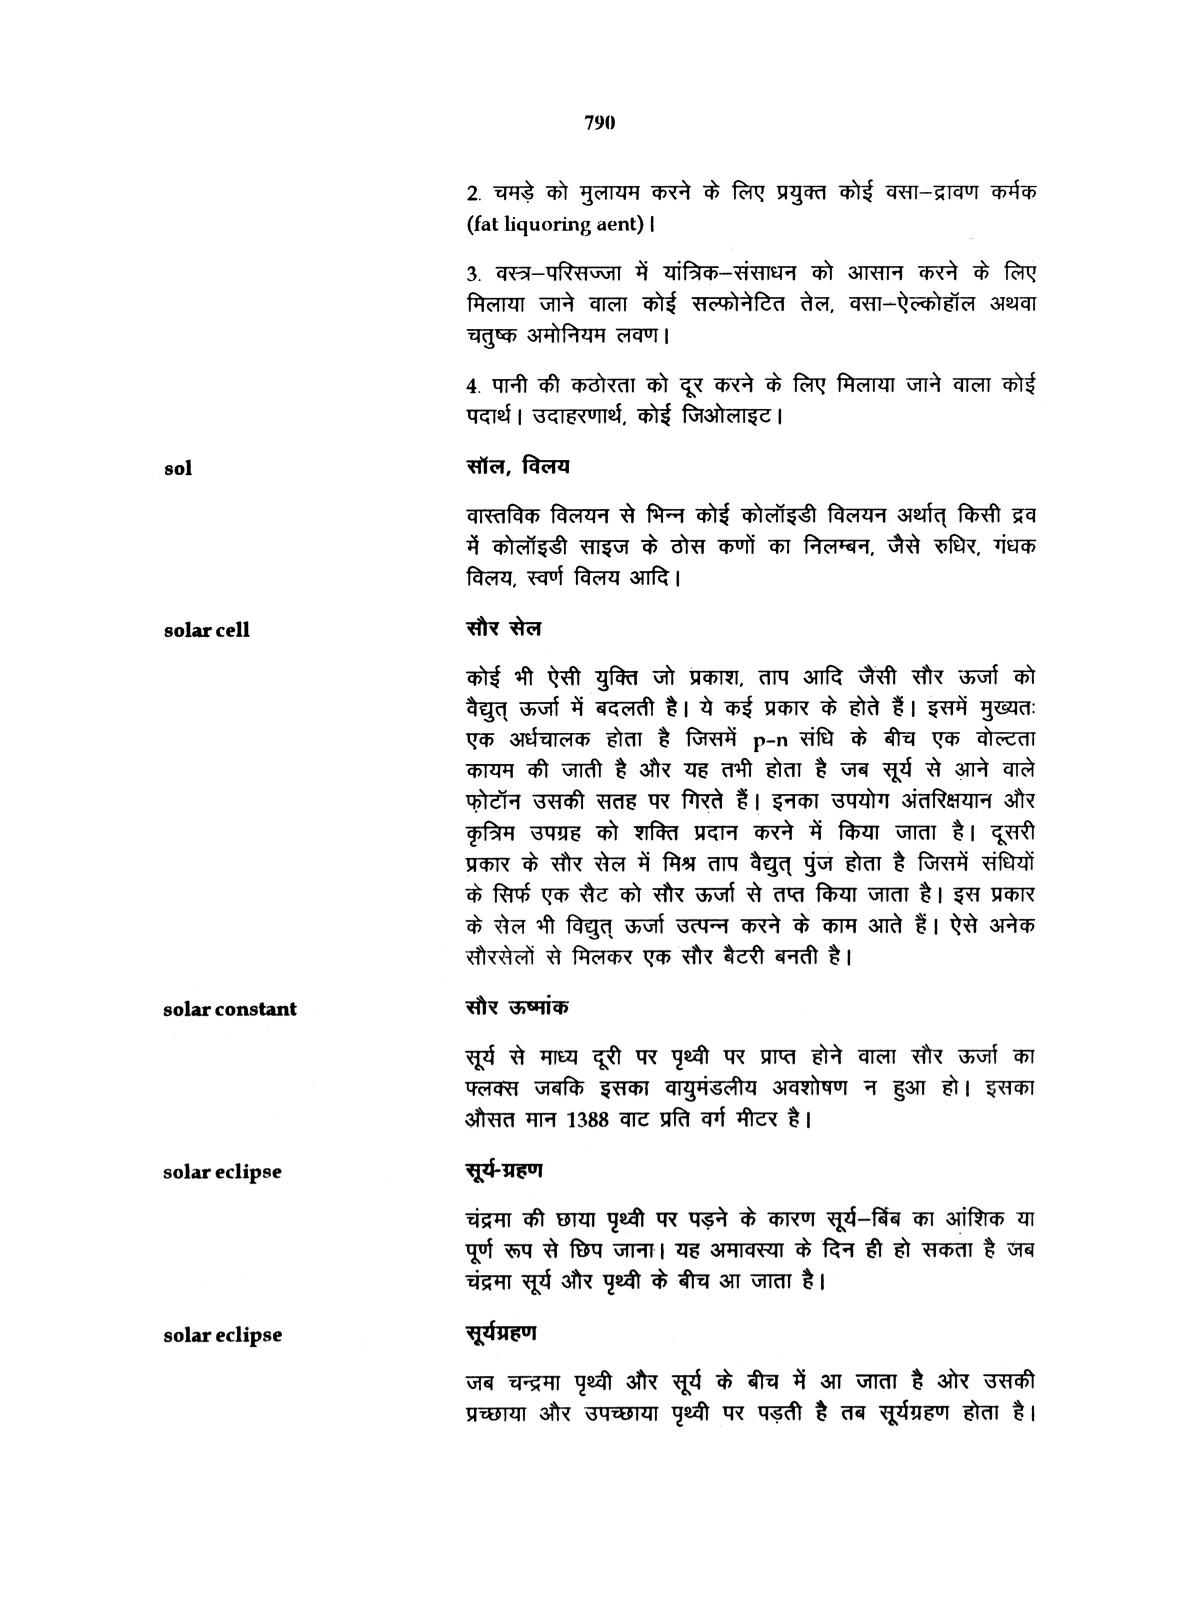 790
2. चमड़े को मुलायम करने के लिए प्रयुक्त कोई वसा–द्रावण कर्मक
(fat liquoring aent)।
3. वस्त्र–परिसज्जा में यांत्रिक–संसाधन को आसान करने के लिए
मिलाया जाने वाला कोई सल्फोनेटित तेल, वसा–ऐल्कोहॉल अथवा
चतुष्क अमोनियम लवण।
4. पानी की कठोरता को दूर करने के लिए मिलाया जाने वाला कोई
पदार्थ। उदाहरणार्थ, कोई जिओलाइट।
sol सॉल, विलय
वास्तविक विलयन से भिन्न कोई कोलॉइडी विलयन अर्थात् किसी द्रव
में कोलॉइडी साइज के ठोस कणों का निलम्बन, जैसे रुधिर, गंधक
विलय, स्वर्ण विलय आदि।
solar cell सौर सेल
कोई भी ऐसी युक्ति जो प्रकाश, ताप आदि जैसी सौर ऊर्जा को
वैद्युत् ऊर्जा में बदलती है। ये कई प्रकार के होते हैं। इसमें मुख्यतः
एक अर्धचालक होता है जिसमें p–n संधि के बीच एक वोल्टता
कायम की जाती है और यह तभी होता है जब सूर्य से आने वाले
फ़ोटॉन उसकी सतह पर गिरते हैं। इनका उपयोग अंतरिक्षयान और
कृत्रिम उपग्रह को शक्ति प्रदान करने में किया जाता है। दूसरी
प्रकार के सौर सेल में मिश्र ताप वैद्युत् पुंज होता है जिसमें संधियों
के सिर्फ एक सैट को सौर ऊर्जा से तप्त किया जाता है। इस प्रकार
के सेल भी विद्युत् ऊर्जा उत्पन्न करने के काम आते हैं। ऐसे अनेक
सौरसेलों से मिलकर एक सौर बैटरी बनती है।
solar constant सौर ऊष्मांक
सूर्य से माध्य दूरी पर पृथ्वी पर प्राप्त होने वाला सौर ऊर्जा का
फ्लक्स जबकि इसका वायुमंडलीय अवशोषण न हुआ हो। इसका
औसत मान 1388 वाट प्रति वर्ग मीटर है।
solar eclipse सूर्य-ग्रहण
चंद्रमा की छाया पृथ्वी पर पड़ने के कारण सूर्य–बिंब का आंशिक या
पूर्ण रूप से छिप जाना। यह अमावस्या के दिन ही हो सकता है जब
चंद्रमा सूर्य और पृथ्वी के बीच आ जाता है।
solar eclipse सूर्यग्रहण
जब चन्द्रमा पृथ्वी और सूर्य के बीच में आ जाता है ओर उसकी
प्रच्छाया और उपच्छाया पृथ्वी पर पड़ती है तब सूर्यग्रहण होता है।